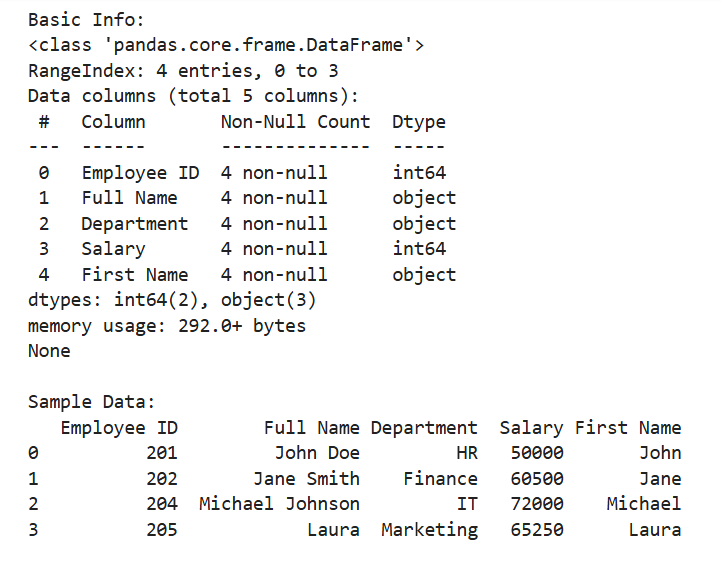 Basic Info:
<class 'pandas.core.frame.DataFrame'>
RangeIndex: 4 entries, 0 to 3
Data columns (total 5 columns):
 #   Column       Non-Null Count  Dtype
---  ------       --------------  -----
 0   Employee ID  4 non-null      int64
 1   Full Name    4 non-null      object
 2   Department   4 non-null      object
 3   Salary       4 non-null      int64
 4   First Name   4 non-null      object
dtypes: int64(2), object(3)
memory usage: 292.0+ bytes
None

Sample Data:
   Employee ID        Full Name Department  Salary First Name
0          201         John Doe         HR   50000       John
1          202       Jane Smith    Finance   60500       Jane
2          204  Michael Johnson         IT   72000    Michael
3          205            Laura  Marketing   65250      Laura